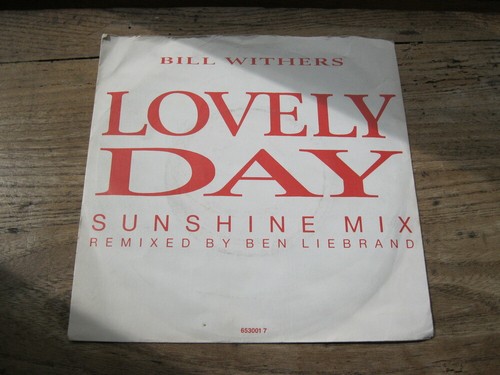 BILL WITHERS
LOVELY
DAY
SUNSHINE MIX
REMIXED BY BEN LIEBRAND
653001 7